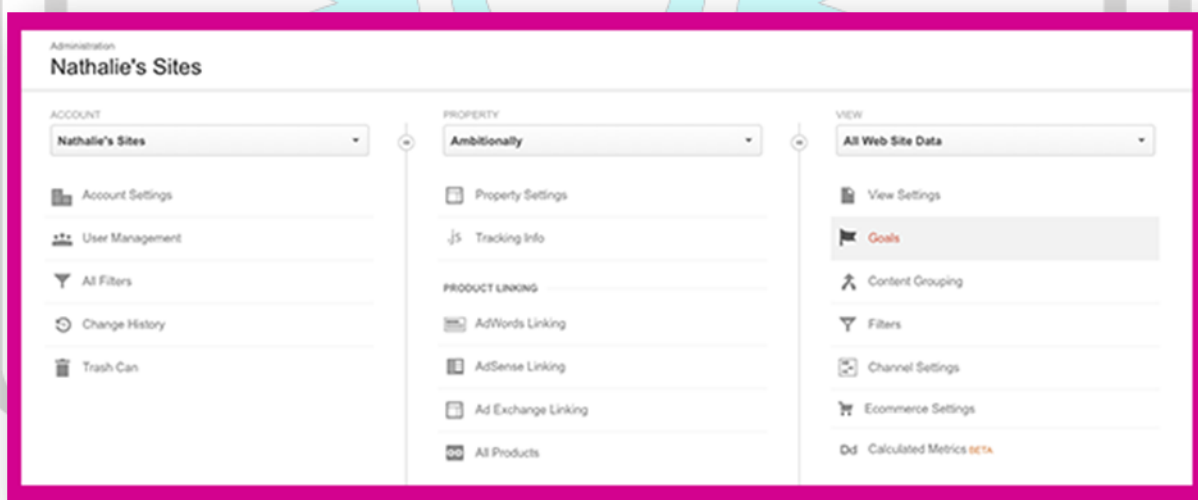 Administration
Nathalie's Sites
ACCOUNT
Nathalie's Sites
Account Settings
User Management
All Filters
Change History
Trash Can
PROPERTY
Ambitionally
Property Settings
.js Tracking Info
PRODUCT LINKING
AdWords Linking
AdSense Linking
Ad Exchange Linking
All Products
VIEW
All Web Site Data
View Settings
Goals
Content Grouping
Filters
Channel Settings
Ecommerce Settings
Dd Calculated Metrics BETA